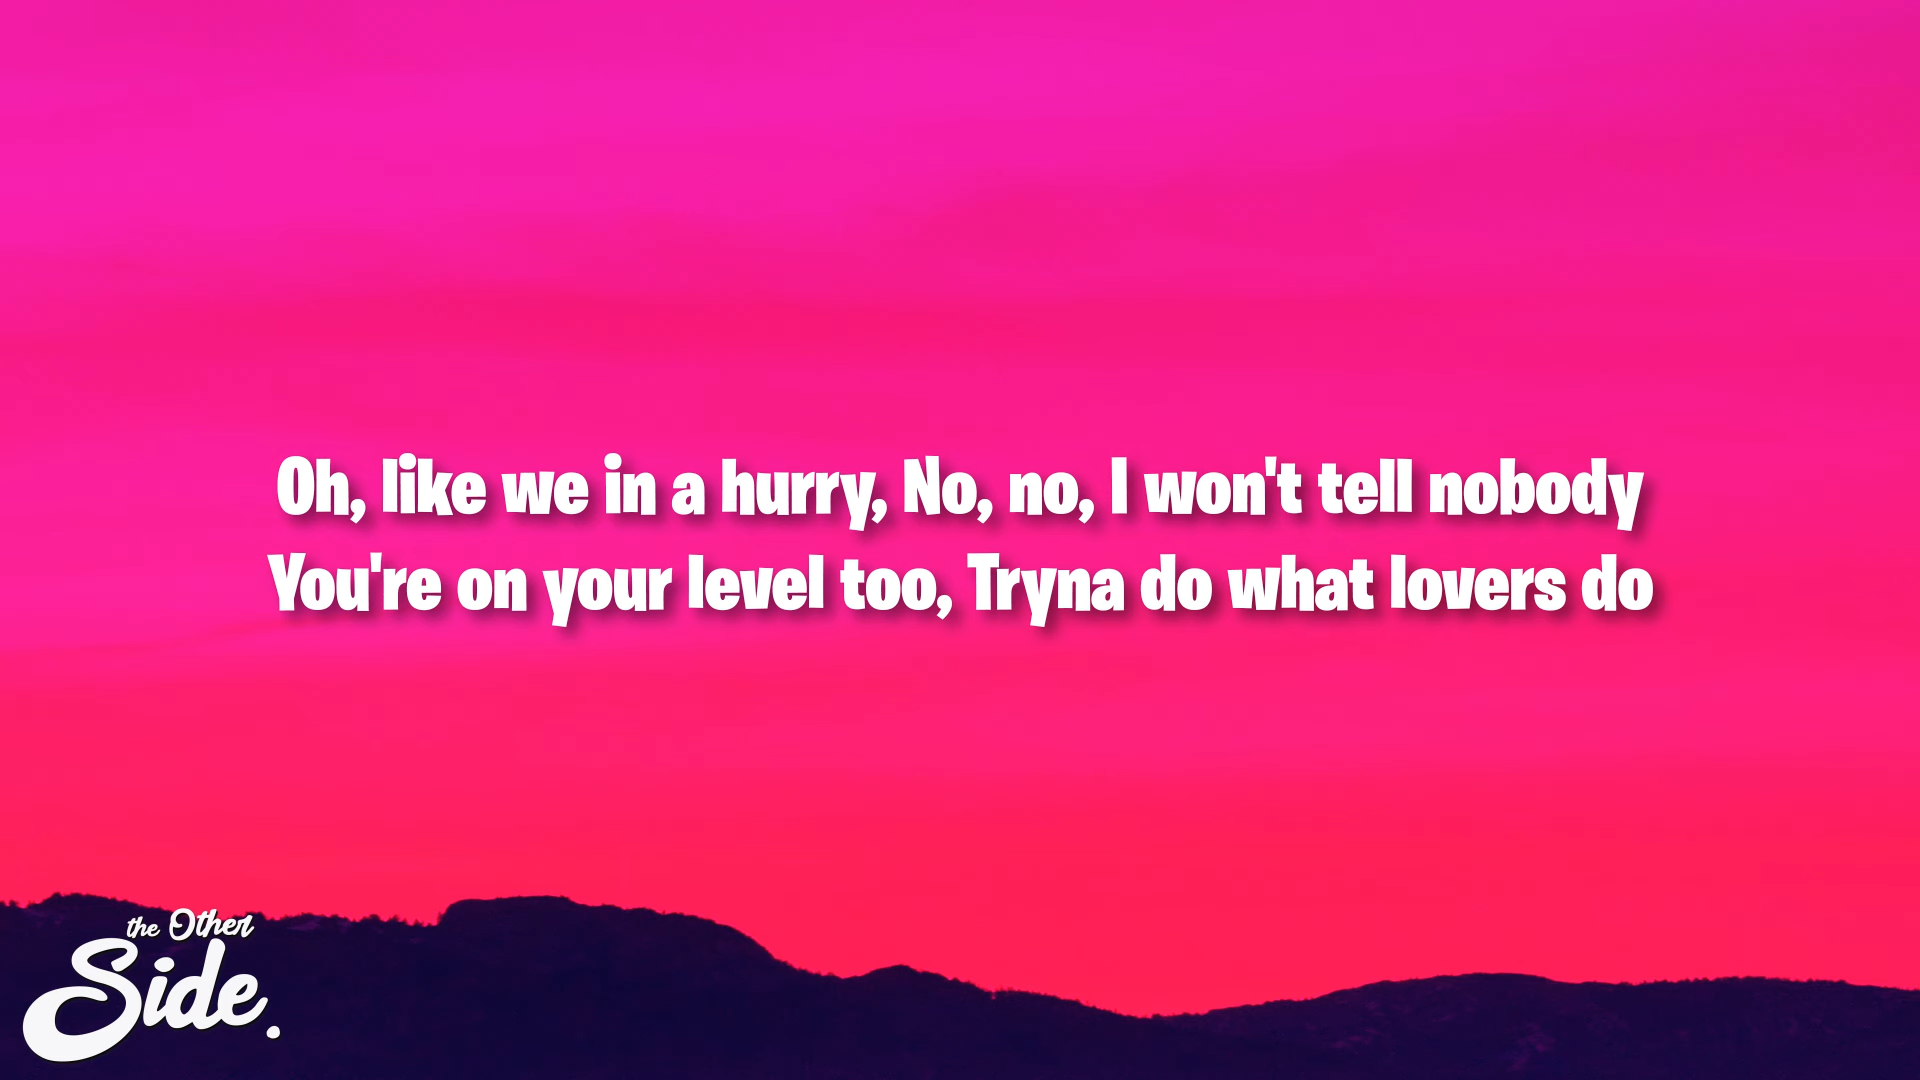 Oh, like we in a hurry, No, no, I won't tell nobody
You're on your level too, Tryna do what lovers do
the Other
Side.